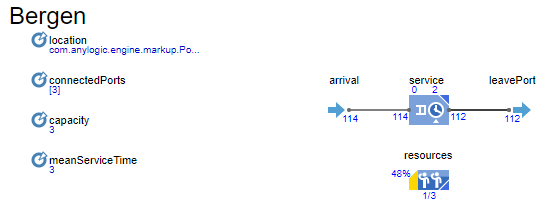 Bergen
location
com.anylogic.engine.markup.Po...
connectedPorts
[3]
capacity
3
meanServiceTime
3
arrival
service
leavePort
0 2
114
114
112
112
resources
48%
1/3